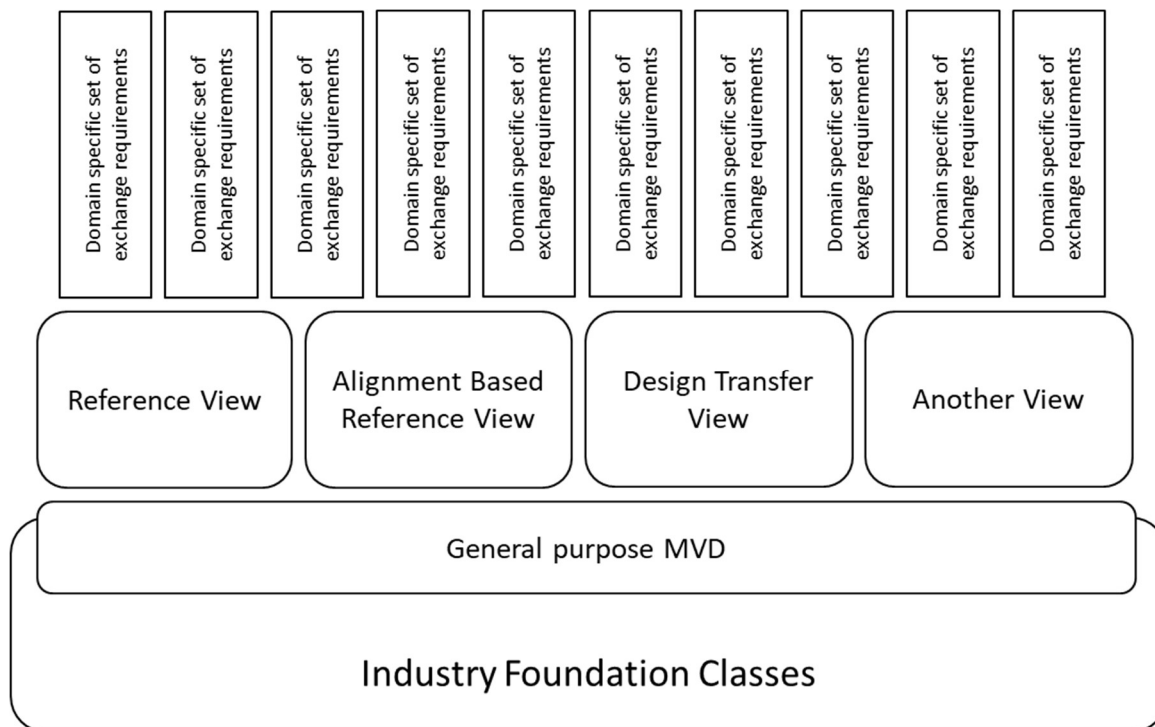 Domain specific set of
exchange requirements
Domain specific set of
exchange requirements
Domain specific set of
exchange requirements
Domain specific set of
exchange requirements
Domain specific set of
exchange requirements
Domain specific set of
exchange requirements
Domain specific set of
exchange requirements
Domain specific set of
exchange requirements
Domain specific set of
exchange requirements
Domain specific set of
exchange requirements
Reference View
Alignment Based
Reference View
Design Transfer
View
Another View
General purpose MVD
Industry Foundation Classes